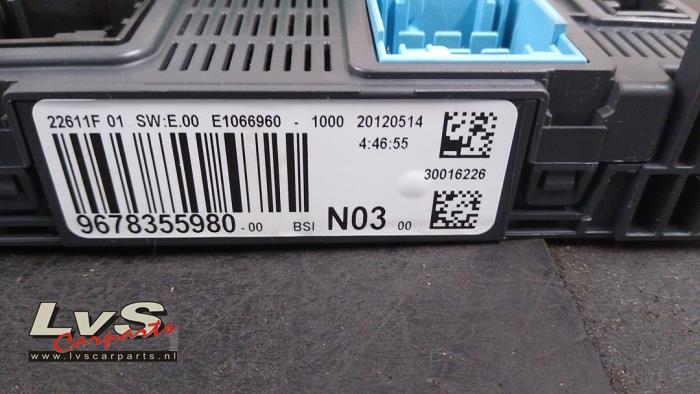 22611F 01 SW:E.00 E1066960 - 1000 20120514
4:46:55
30016226
9678355980 -00 BSI N03 00
LvS
Carparts
www.lvscarparts.nl